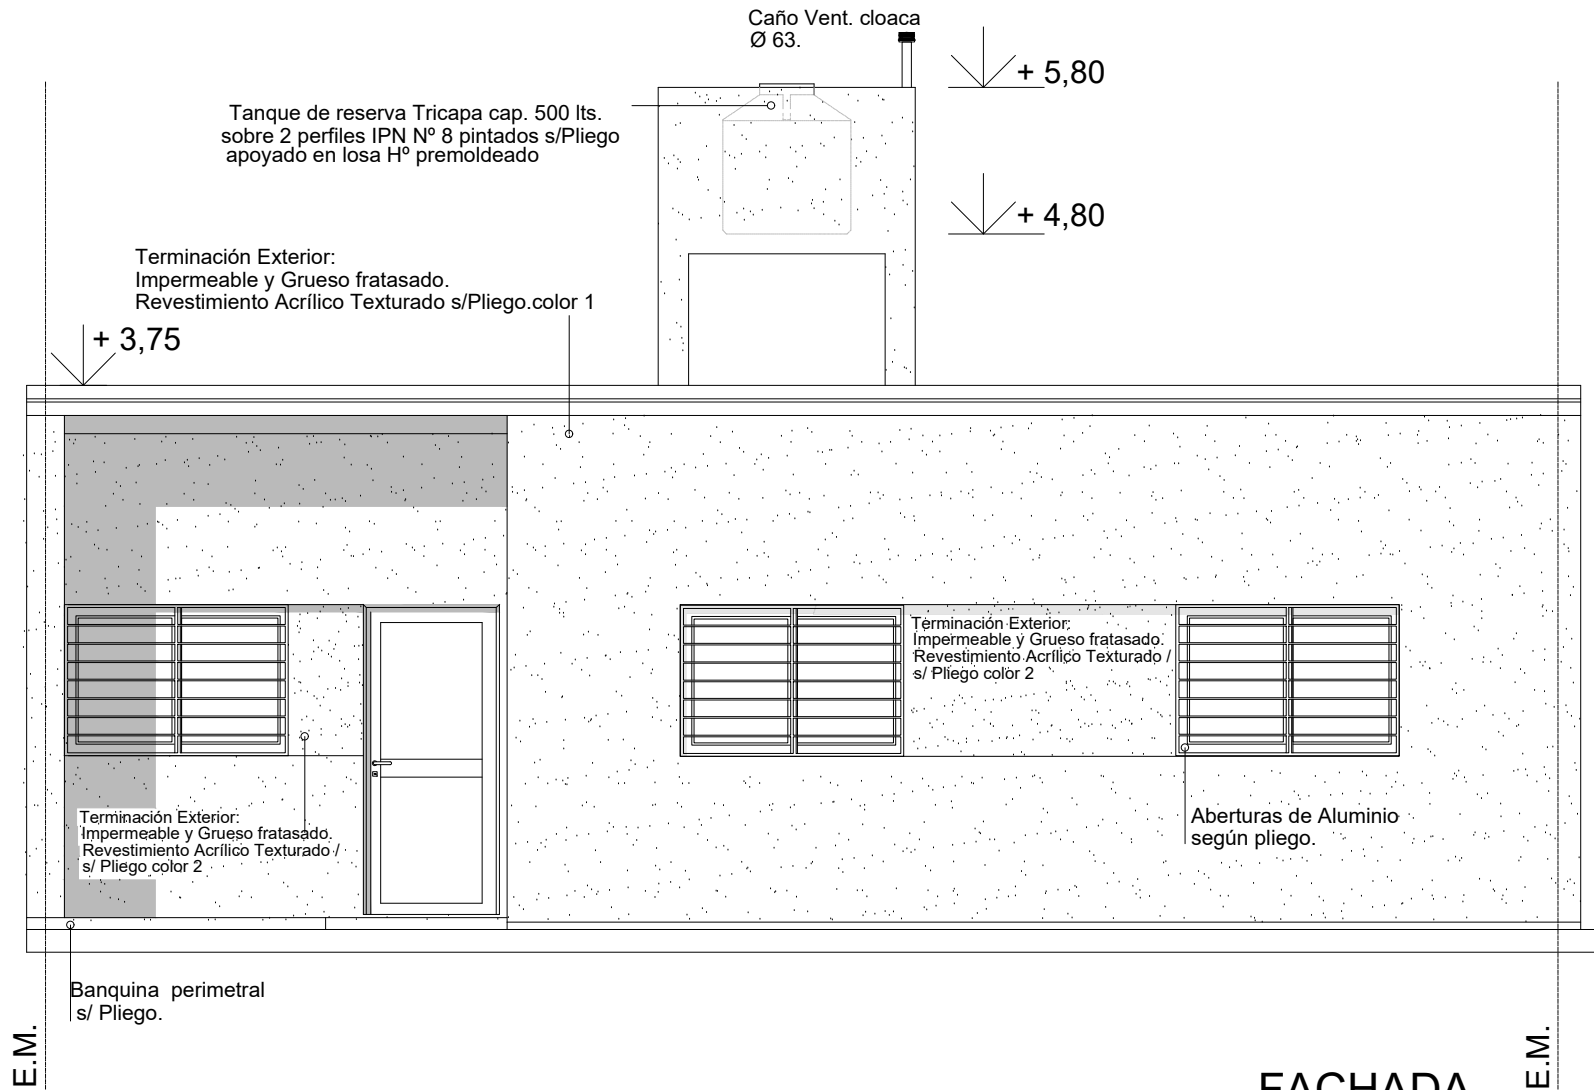 Caño Vent. cloaca
Ø 63.
+ 5,80
Tanque de reserva Tricapa cap. 500 lts.
sobre 2 perfiles IPN Nº 8 pintados s/Pliego
apoyado en losa Hº premoldeado
+ 4,80
Terminación Exterior:
Impermeable y Grueso fratasado.
Revestimiento Acrílico Texturado s/Pliego.color 1
+ 3,75
Terminación Exterior:
Impermeable y Grueso fratasado.
Revestimiento Acrílico Texturado /
s/ Pliego color 2
Terminación Exterior:
Impermeable y Grueso fratasado.
Revestimiento Acrílico Texturado /
s/ Pliego color 2
Aberturas de Aluminio
según pliego.
Banquina perimetral
s/ Pliego.
E.M.
E.M.
FACHADA